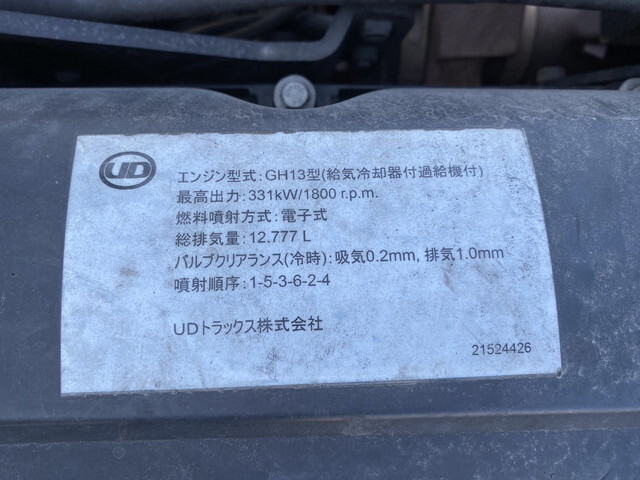 UD
エンジン型式:GH13型(給気冷却器付過給機付)
最高出力:331kW/1800 r.p.m.
燃料噴射方式:電子式
総排気量:12.777 L
バルブクリアランス(冷時):吸気0.2mm, 排気1.0mm
噴射順序:1-5-3-6-2-4
UDトラックス株式会社
21524426